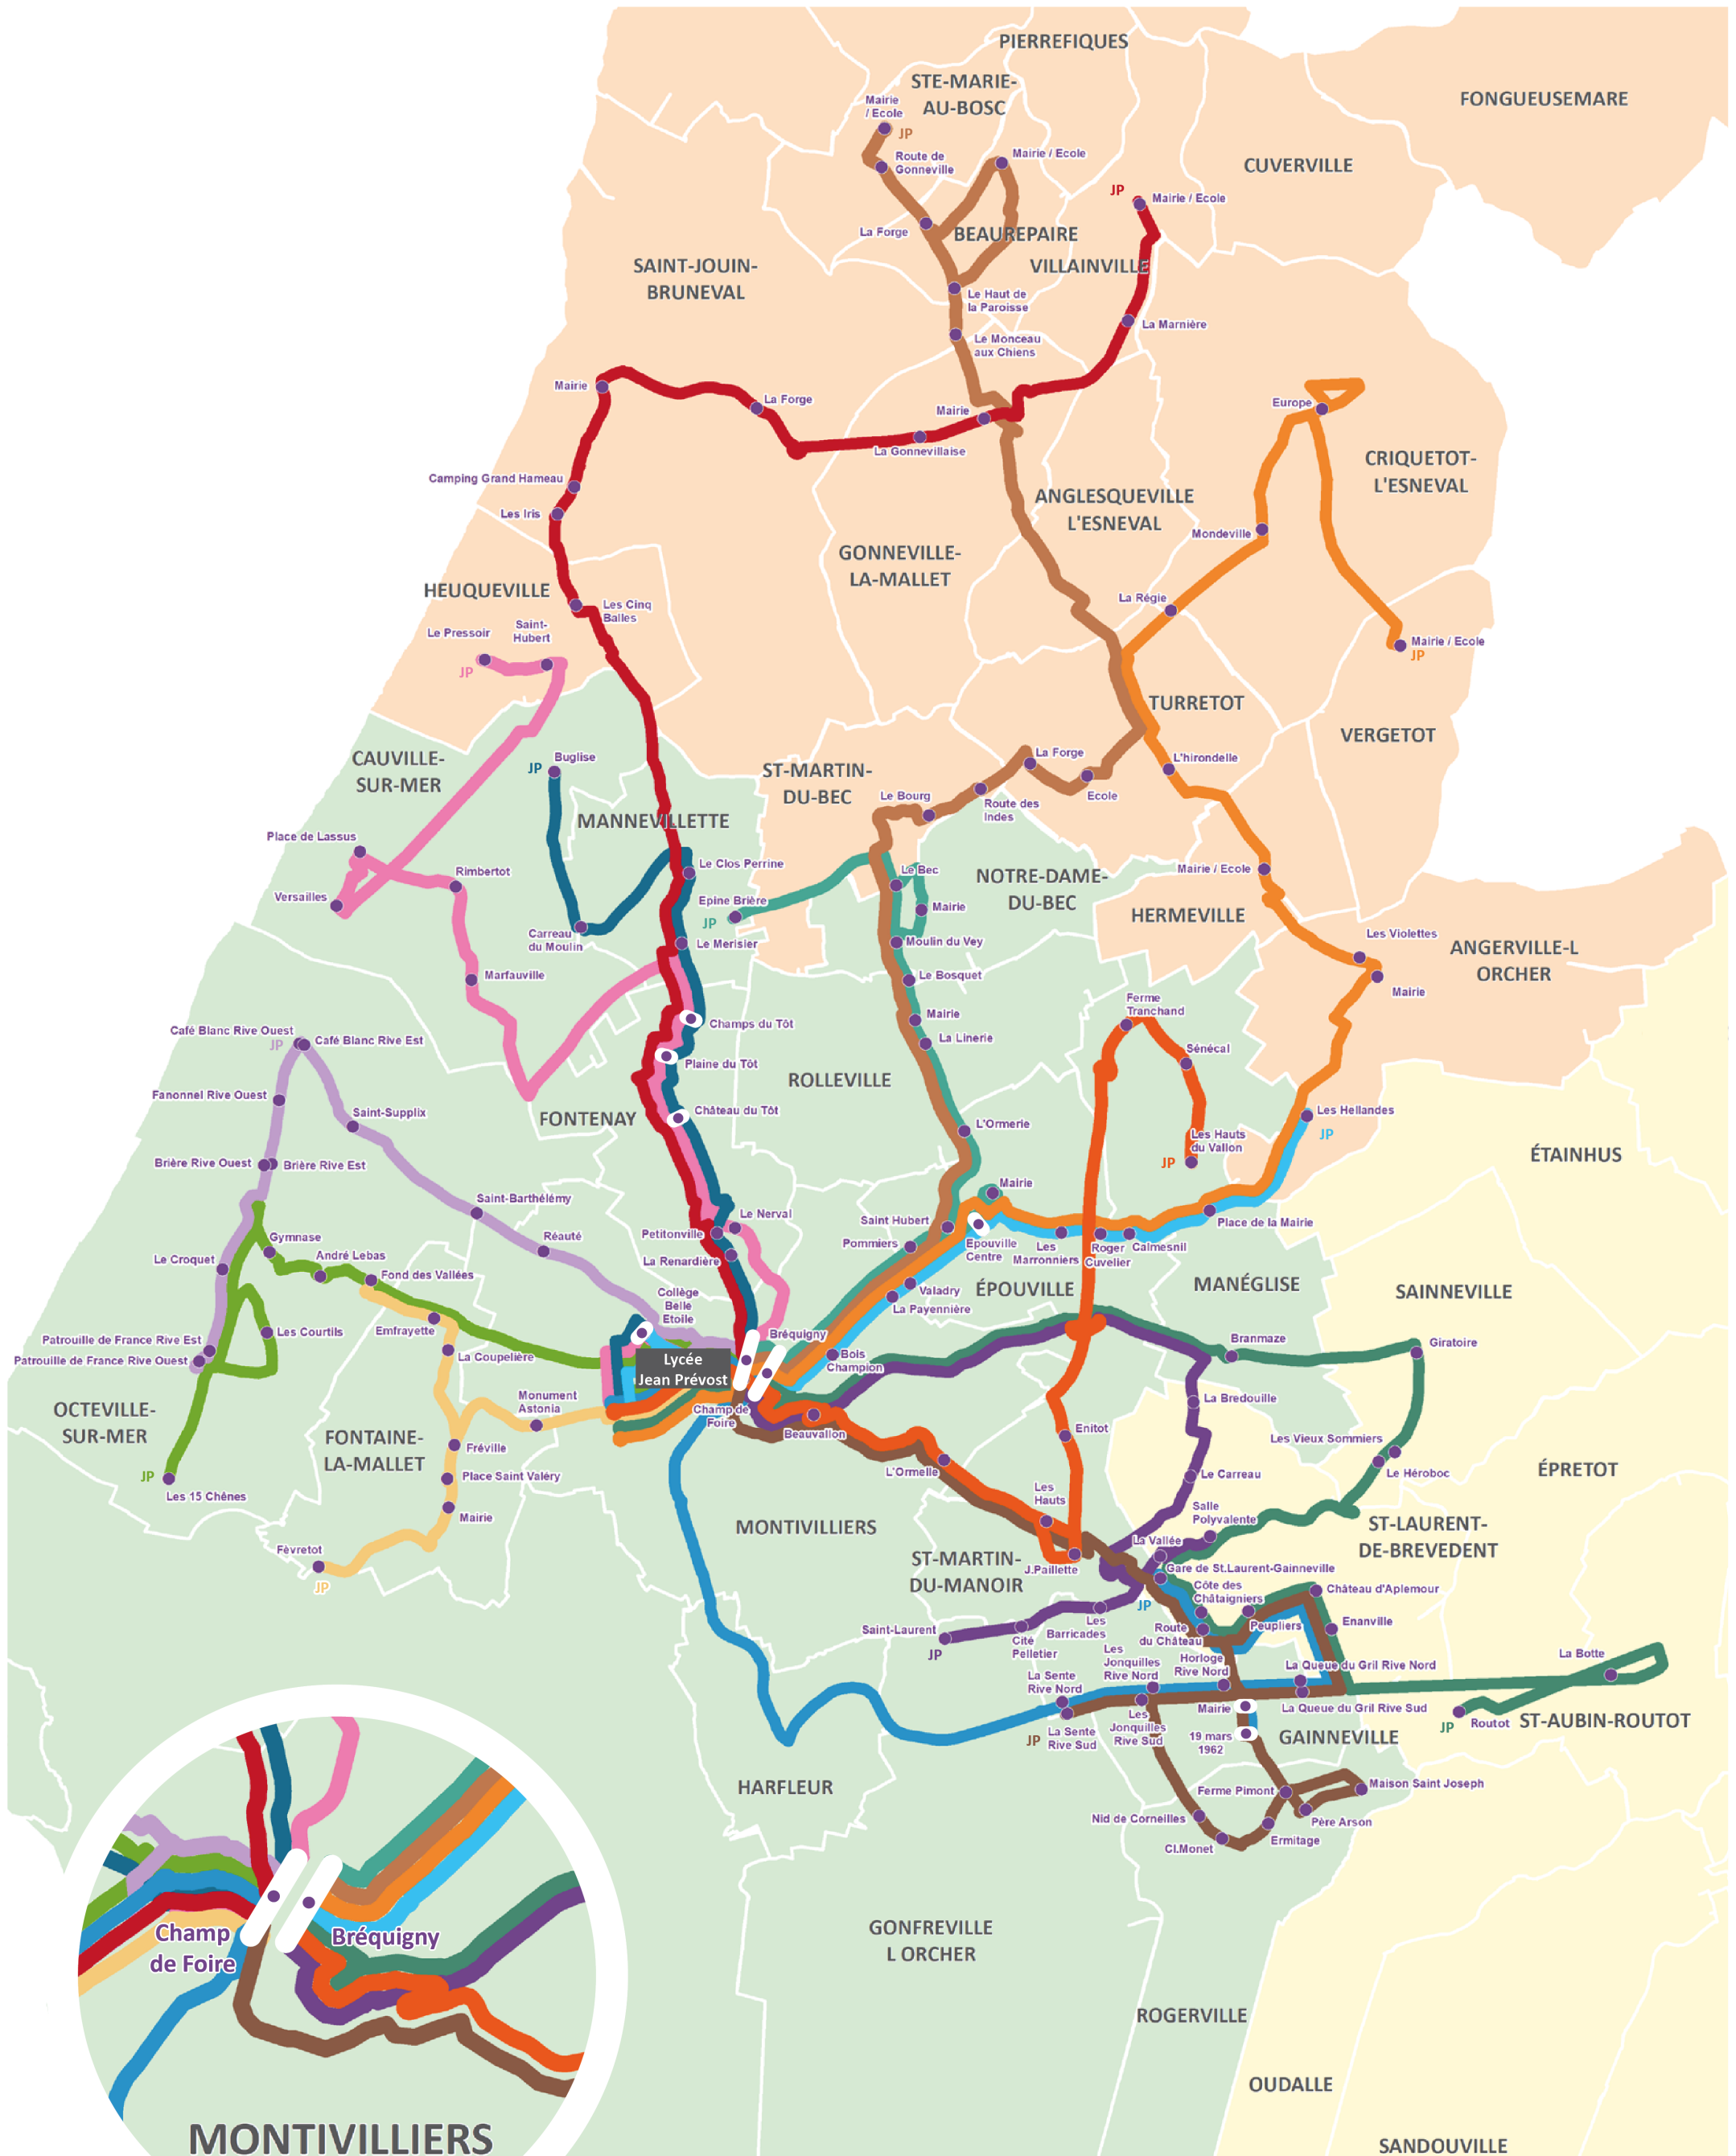 PIERREFIQUES
STE-MARIE-
AU-BOSC
FONGUEUSEMARE
Mairie
/ Ecole
JP
Route de
Gonneville
Mairie / Ecole
CUVERVILLE
JP
Mairie / Ecole
La Forge
BEAUREPAIRE
SAINT-JOUIN-
BRUNEVAL
VILLAINVILLE
Le Haut de
la Paroisse
La Marnière
Le Monceau
aux Chiens
Mairie
La Forge
Mairie
La Gonnevillaise
Europe
CRIQUETOT-
L'ESNEVAL
Camping Grand Hameau
Les Iris
ANGLESQUEVILLE
L'ESNEVAL
Mondeville
GONNEVILLE-
LA-MALLET
HEUQUEVILLE
Les Cinq
Balles
La Régie
Le Pressoir
Saint-
Hubert
JP
Mairie / Ecole
JP
TURRETOT
VERGETOT
CAUVILLE-
SUR-MER
JP
Buglise
ST-MARTIN-
DU-BEC
La Forge
L'hirondelle
Le Bourg
Route des
Indes
Ecole
MANNEVILLETTE
Place de Lassus
Rimbertot
Versailles
Le Clos Perrine
Epine Brière
JP
Le Bec
Mairie
NOTRE-DAME-
DU-BEC
Mairie / Ecole
HERMEVILLE
Carreau
du Moulin
Le Merisier
Moulin du Vey
Les Violettes
ANGERVILLE-L
ORCHER
Marfauville
Le Bosquet
Mairie
Café Blanc Rive Ouest
JP
Café Blanc Rive Est
Champs du Tôt
Mairie
La Linerie
Ferme
Tranchand
Sénécal
Plaine du Tôt
ROLLEVILLE
Fanonnel Rive Ouest
Saint-Supplix
FONTENAY
Château du Tôt
L'Ormerie
Les Hauts
du Vallon
JP
Les Hellandes
JP
ÉTAINHUS
Brière Rive Ouest
Brière Rive Est
Saint-Barthélémy
Mairie
Petitonville
Le Nerval
Saint Hubert
Place de la Mairie
Gymnase
Réauté
Pommiers
Epouville
Centre
Les
Marronniers
Roger
Cuvelier
Calmesnil
Le Croquet
André Lebas
Fond des Vallées
La Renardière
Valadry
ÉPOUVILLE
MANÉGLISE
SAINNEVILLE
La Payennière
Collège
Belle
Etoile
Les Courtils
Emfrayette
Bréquigny
Patrouille de France Rive Est
Patrouille de France Rive Ouest
La Coupelière
Lycée
Jean Prévost
Bois
Champion
Branmaze
Giratoire
OCTEVILLE-
SUR-MER
Monument
Astonia
Champ de
Foire
La Bredouille
FONTAINE-
LA-MALLET
Fréville
Beauvallon
Enitot
Les Vieux Sommiers
JP
Les 15 Chênes
Place Saint Valéry
L'Ormelle
Le Carreau
Le Héroboc
ÉPRETOT
Mairie
Les
Hauts
Salle
Polyvalente
MONTIVILLIERS
ST-LAURENT-
DE-BREVEDENT
Fèvretot
JP
La Vallée
ST-MARTIN-
DU-MANOIR
J.Paillette
Gare de St.Laurent-Gainneville
Côte des
Châtaigniers
Château d'Aplemour
JP
Saint-Laurent
JP
Cité
Pelletier
Les
Barricades
Route
du Château
Peupliers
Enanville
Les
Jonquilles
Rive Nord
Horloge
Rive Nord
La Queue du Gril Rive Nord
La Botte
La Sente
Rive Nord
Mairie
La Queue du Gril Rive Sud
JP
La Sente
Rive Sud
Les
Jonquilles
Rive Sud
19 mars
1962
GAINNEVILLE
JP
Routot
ST-AUBIN-ROUTOT
HARFLEUR
Ferme Pimont
Maison Saint Joseph
Nid de Corneilles
Père Arson
Cl.Monet
Ermitage
Champ
de Foire
Bréquigny
GONFREVILLE
L ORCHER
ROGERVILLE
OUDALLE
MONTIVILLIERS
SANDOUVILLE